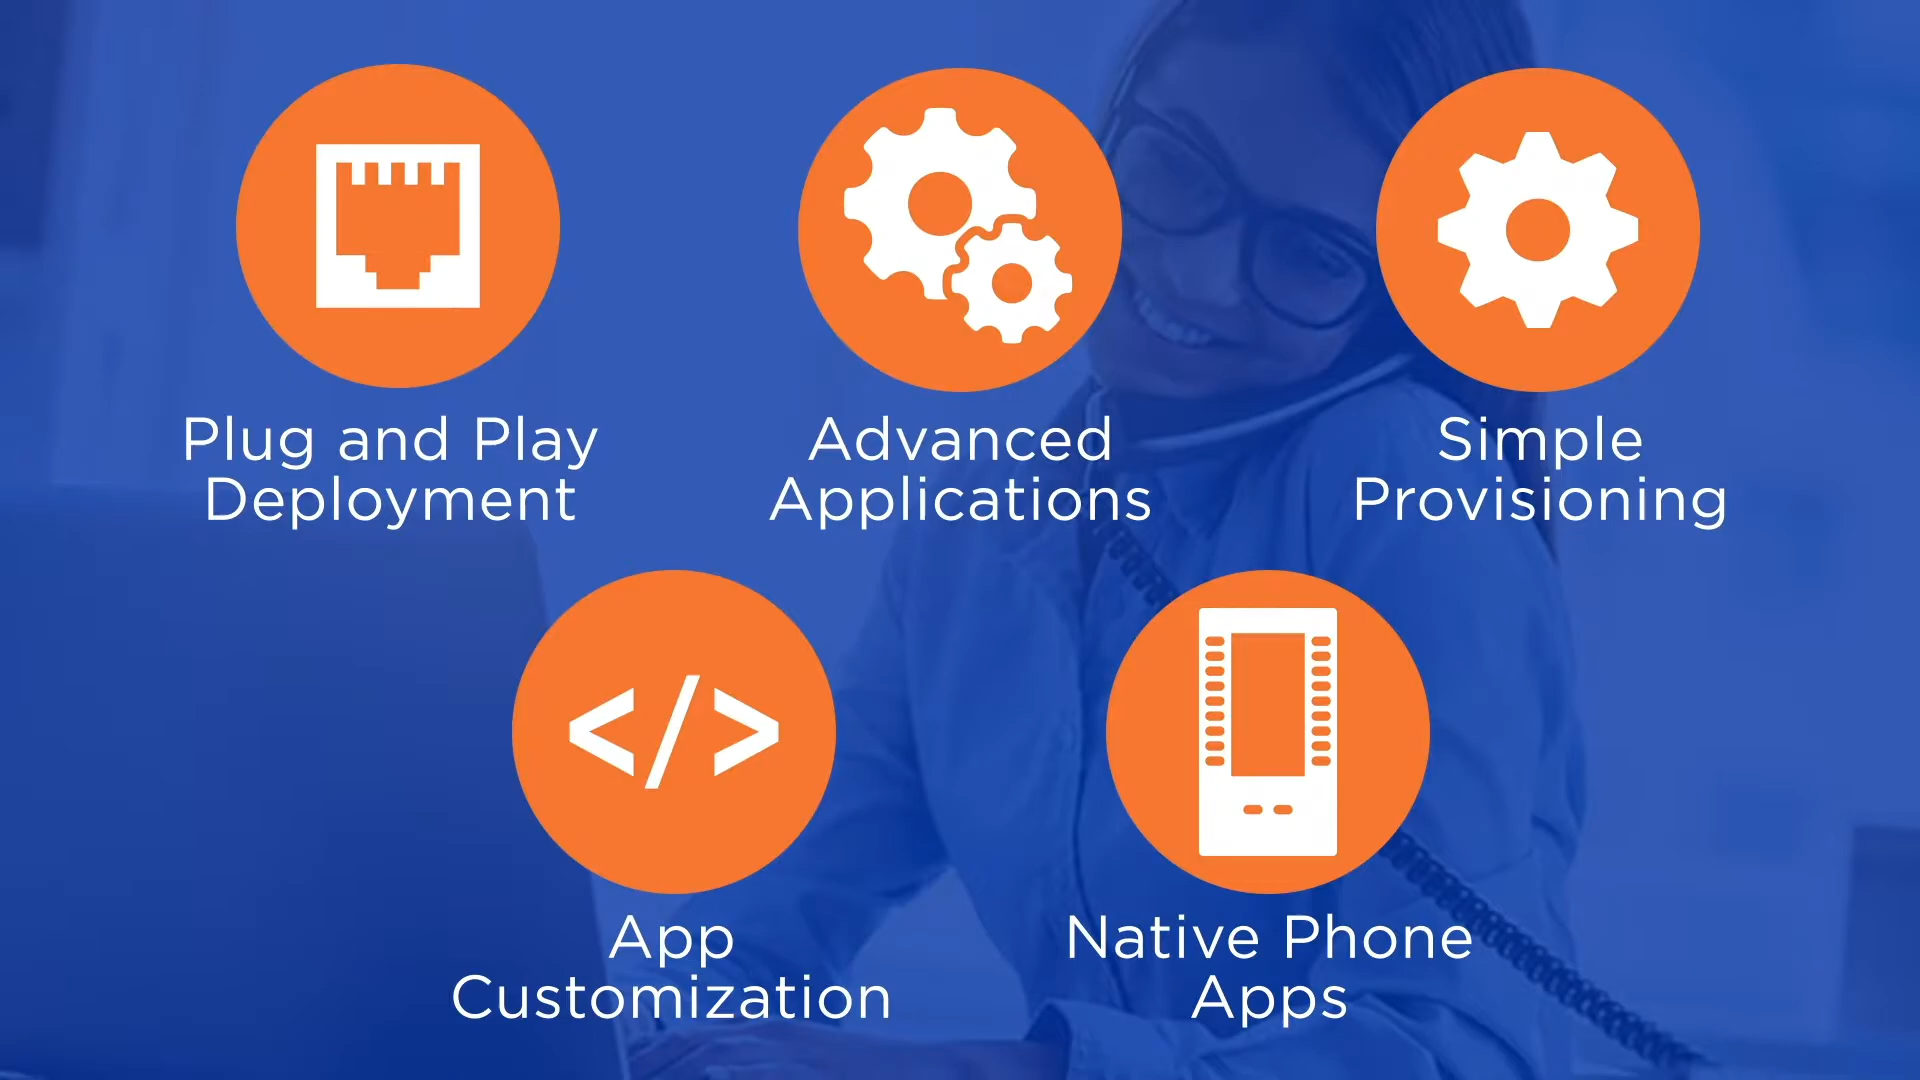 Plug and Play
Deployment
Advanced
Applications
Simple
Provisioning
</>
App
Customization
Native Phone
Apps